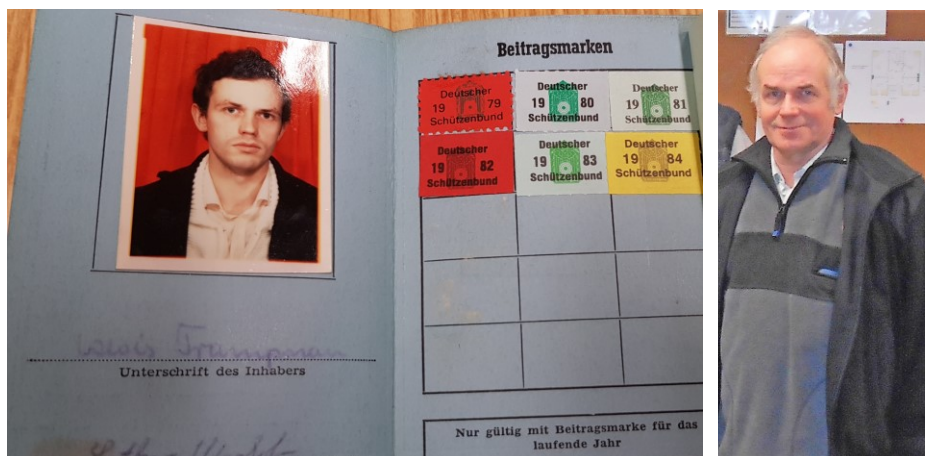 Unterschrift des Inhabers
Beitragsmarken
Deutscher
19 79
Schützenbund
Deutscher
19 80
Schützenbund
Deutscher
19 81
Schützenbund
Deutscher
19 82
Schützenbund
Deutscher
19 83
Schützenbund
Deutscher
19 84
Schützenbund
Nur gültig mit Beitragsmarke für das
laufende Jahr